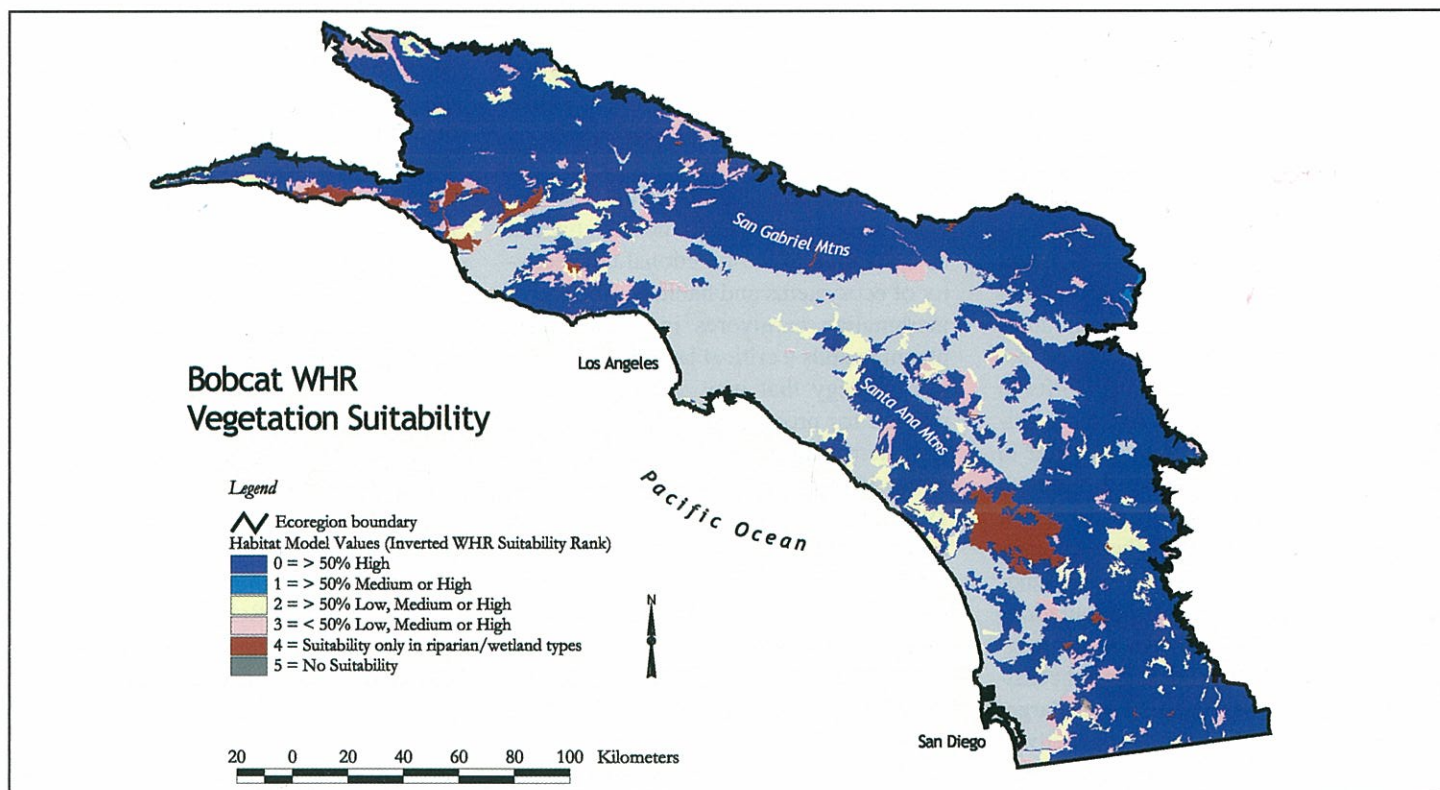 San Gabriel Mtns
Los Angeles
Bobcat WHR
Vegetation Suitability
Santa Ana Mtns
Pacific Ocean
Legend
Ecoregion boundary
Habitat Model Values (Inverted WHR Suitability Rank)
0 = > 50% High
1 = > 50% Medium or High
2 = > 50% Low, Medium or High
3 = < 50% Low, Medium or High
4 = Suitability only in riparian/wetland types
5 = No Suitability
N
San Diego
20 0 20 40 60 80 100 Kilometers